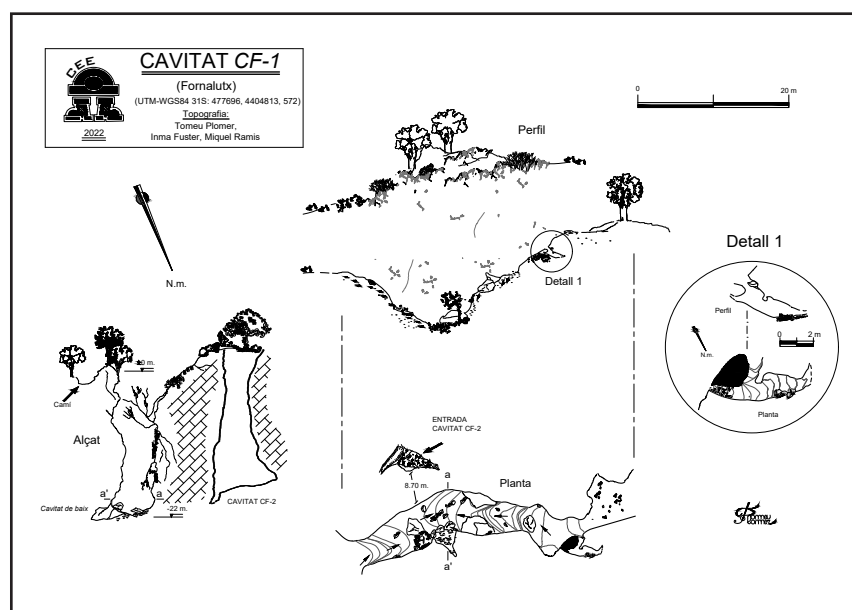 CEE
2022
CAVITAT CF-1
(Fornalutx)
(UTM-WGS84 31S: 477696, 4404813, 572)
Topografia:
Tomeu Plomer,
Inma Fuster, Miquel Ramis
0
20 m
Perfil
N.m.
Detall 1
Detall 1
Perfil
N.m.
0
2 m
Planta
±0 m.
Camí
Alçat
a'
a
Cavitat de baix
-22 m.
CAVITAT CF-2
ENTRADA
CAVITAT CF-2
8.70 m.
a
Planta
a'